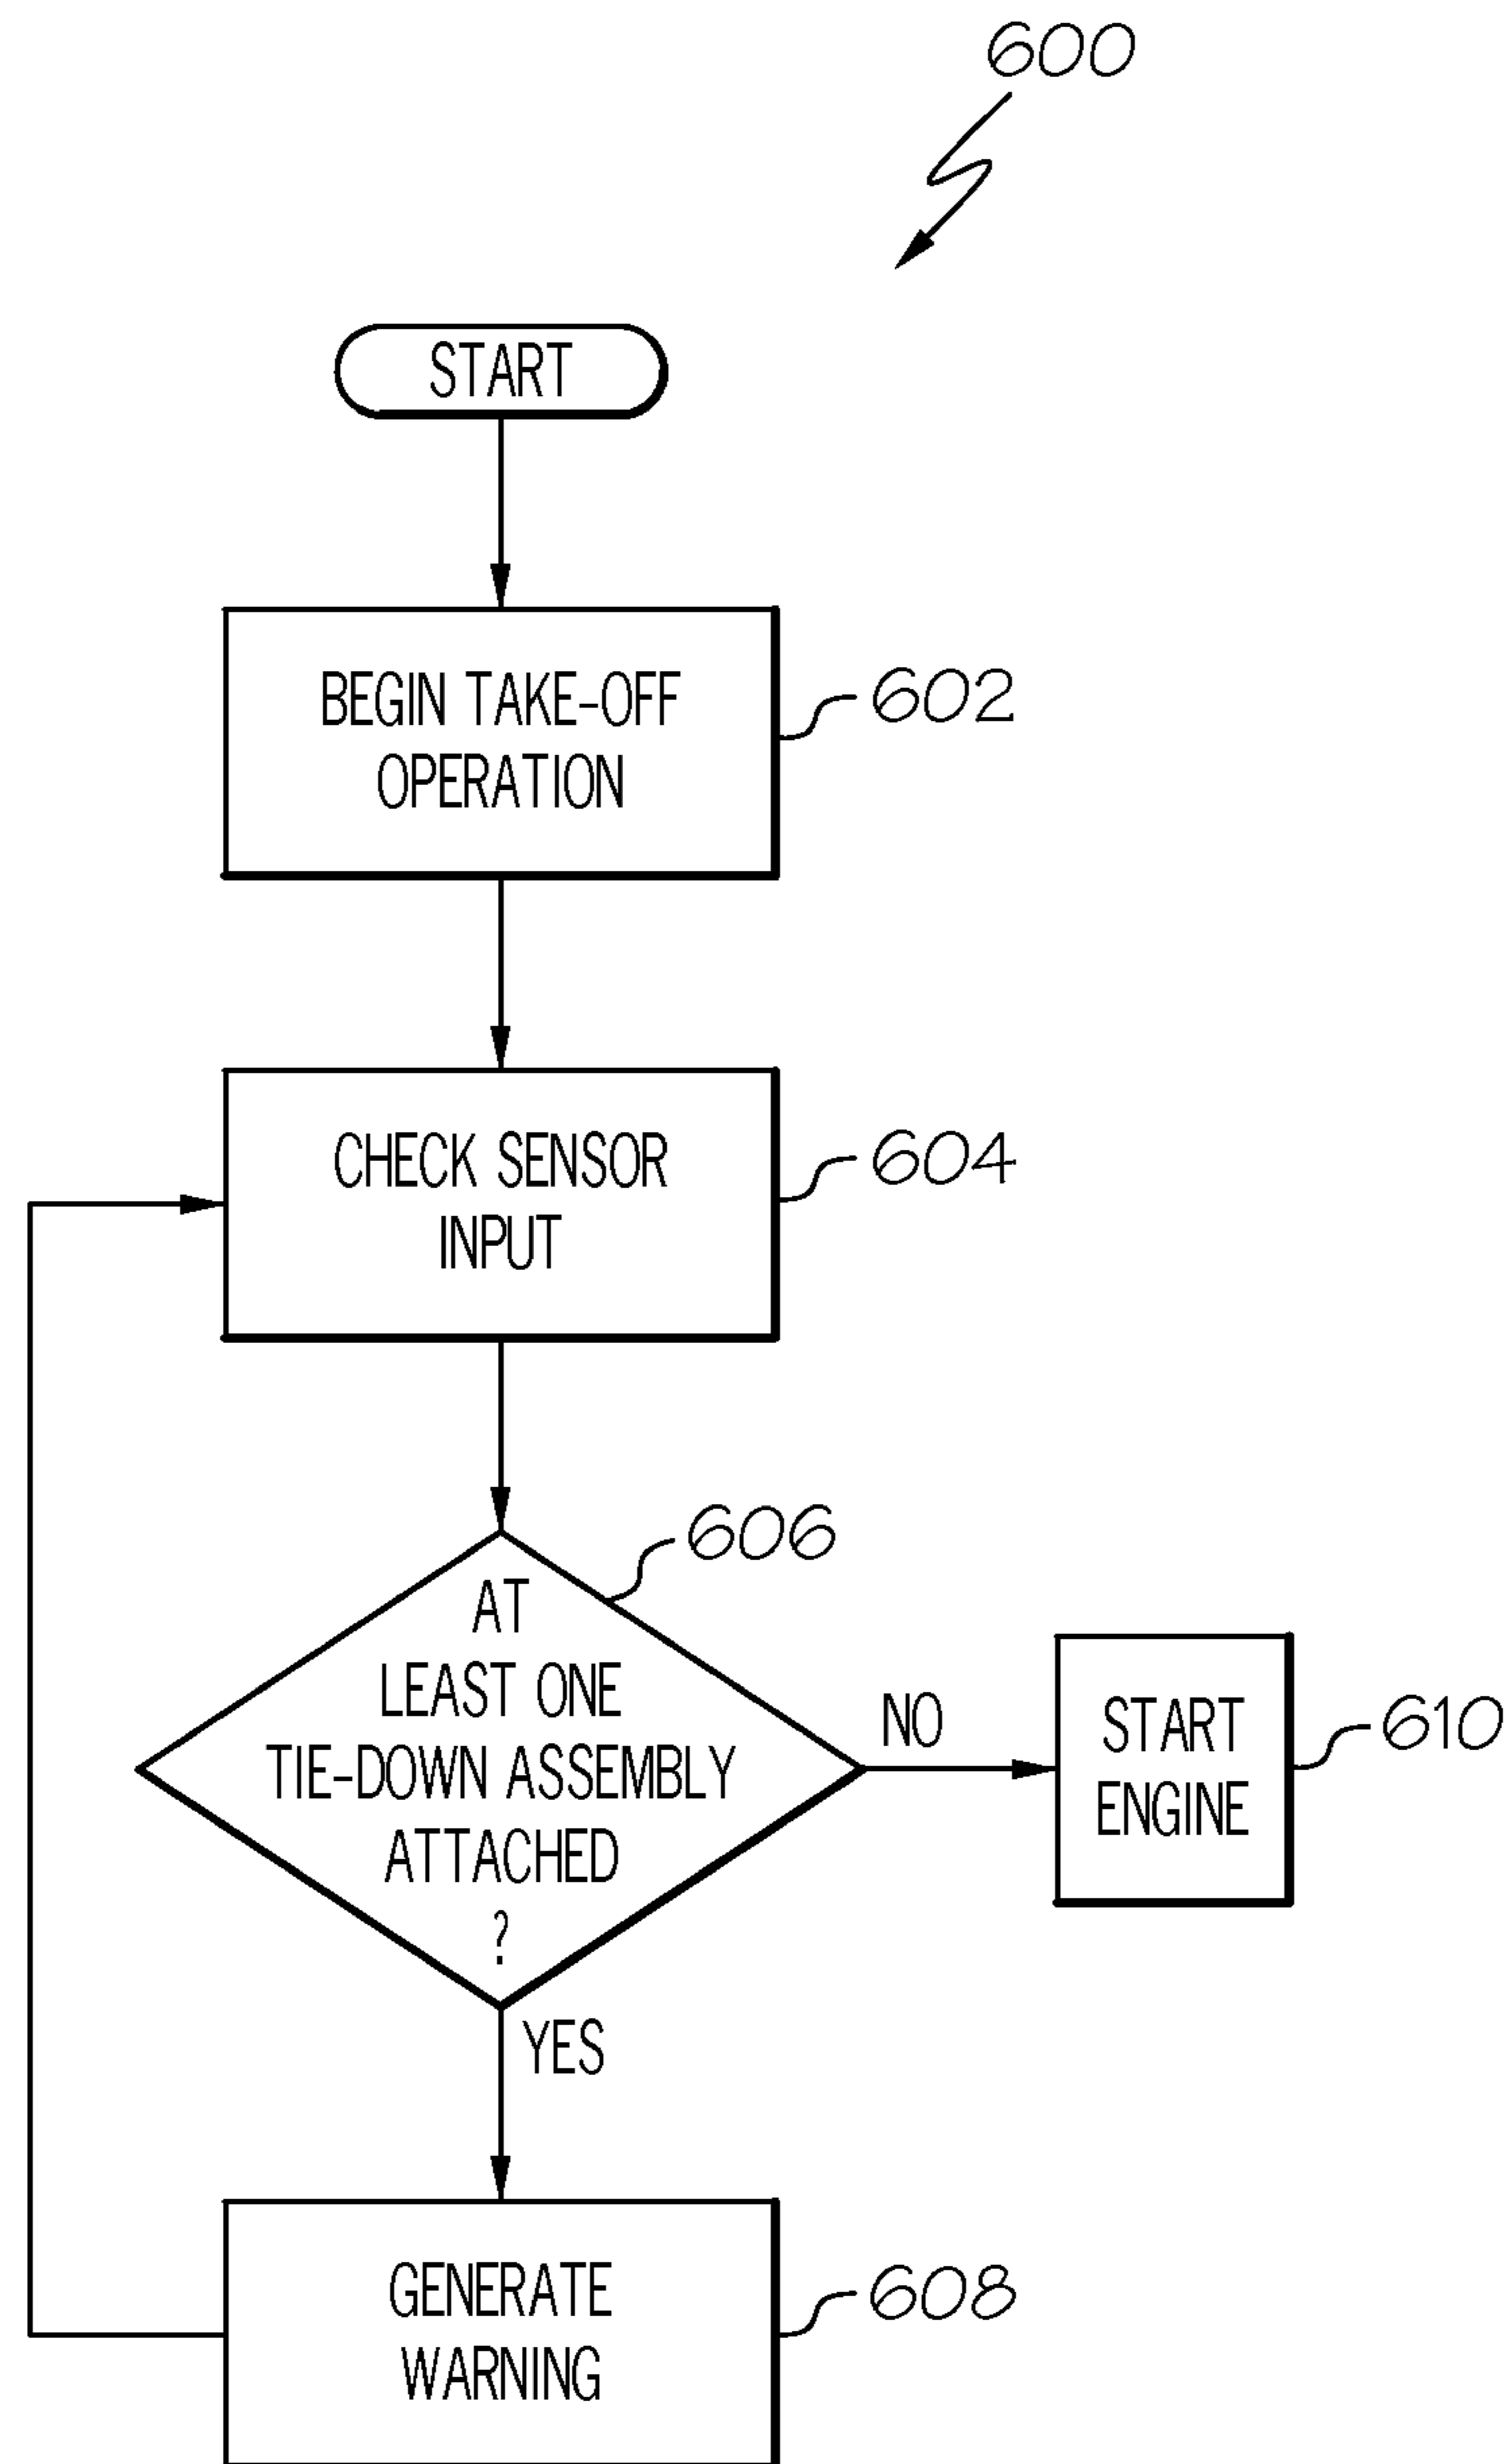 600
START
BEGIN TAKE-OFF
OPERATION
602
CHECK SENSOR
INPUT
604
606
AT
LEAST ONE
TIE-DOWN ASSEMBLY
ATTACHED
?
NO
START
ENGINE
610
YES
GENERATE
WARNING
608